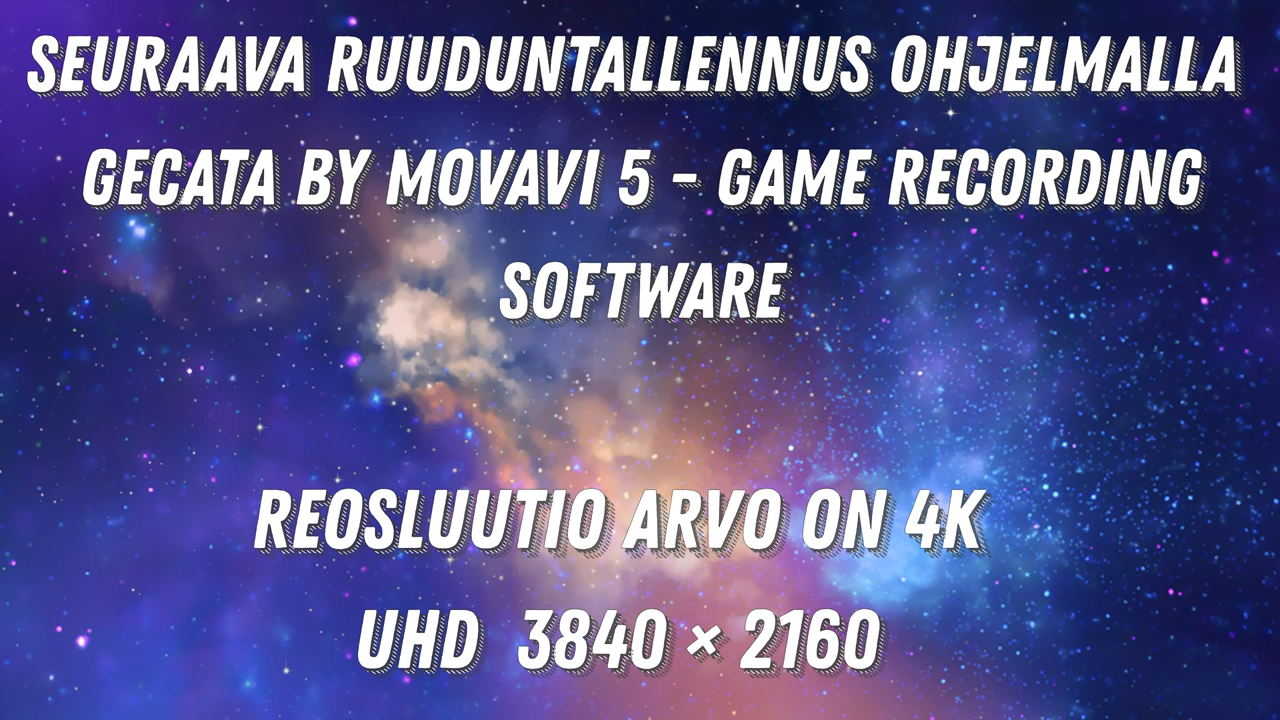 SEURAAVA RUUDUNTALLENNUS OHJELMALLA
GECATA BY MOVAVI 5 - GAME RECORDING
SOFTWARE
REOSLUUTIO ARVO ON 4K
UHD 3840 × 2160